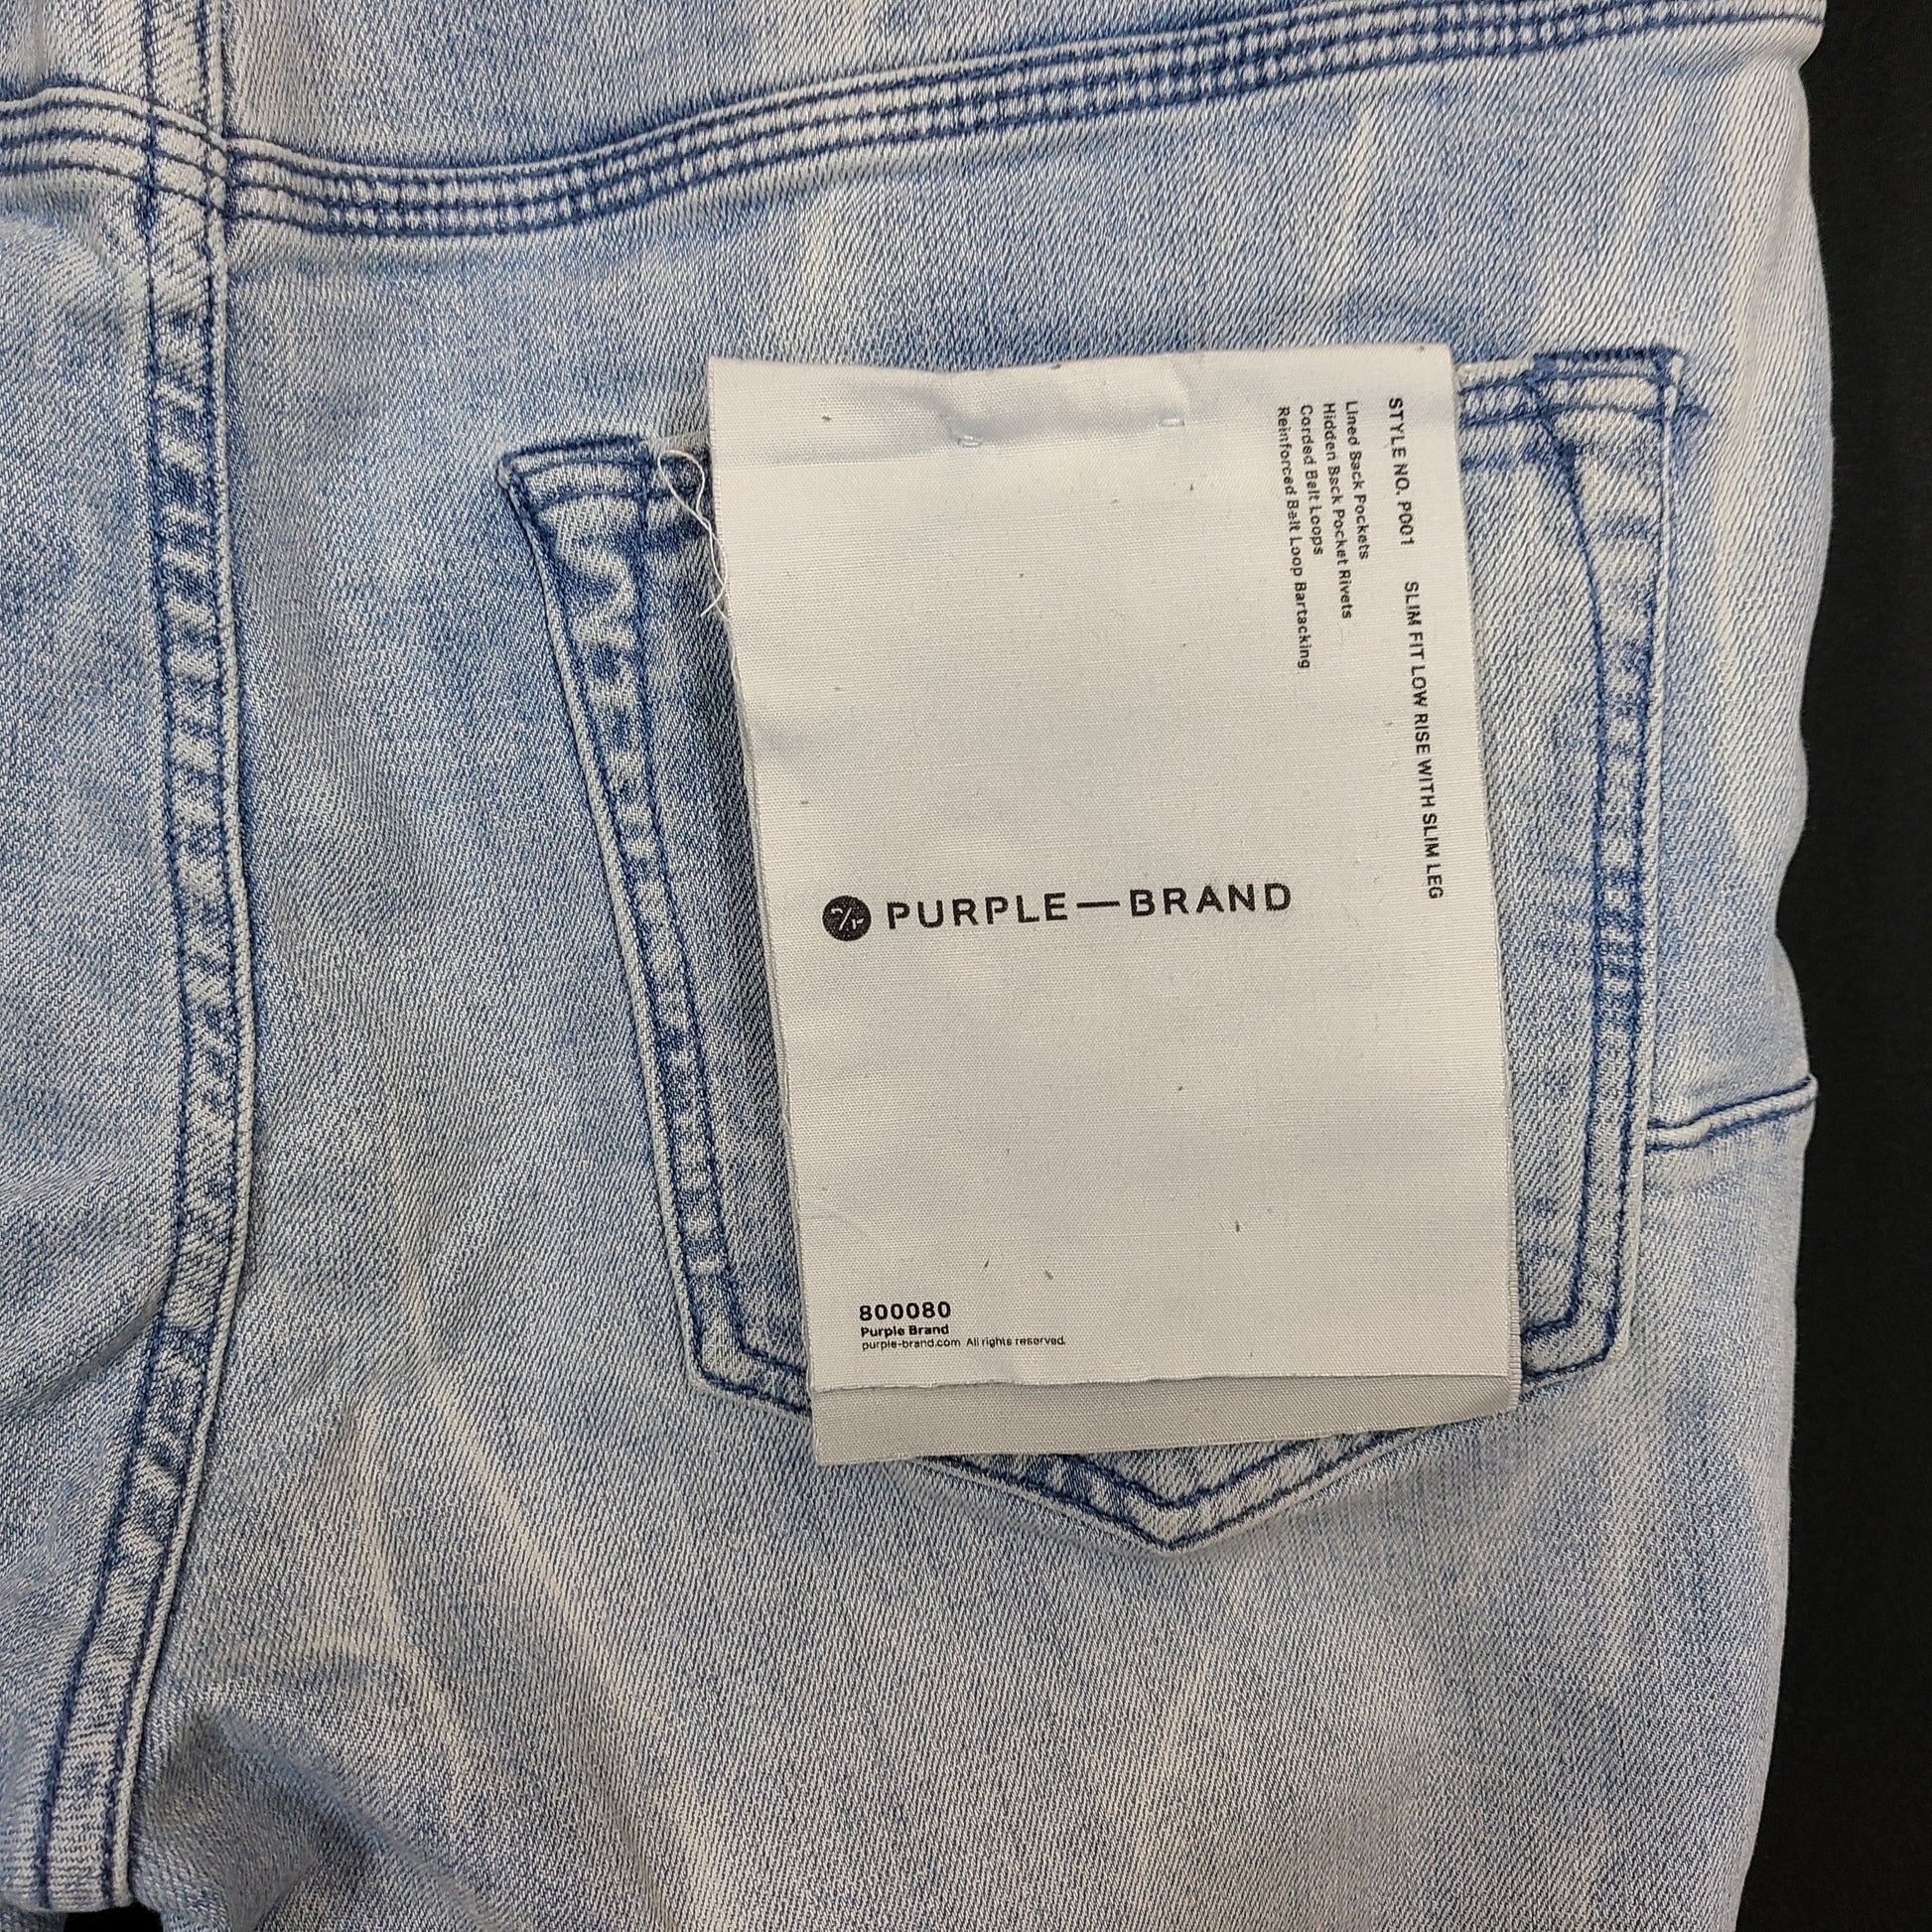 STYLE NO. P001 SLIM FIT LOW RISE WITH SLIM LEG
Lined Back Pockets
Hidden Back Pocket Rivets
Corded Belt Loops
Reinforced Belt Loop Bartacking
PURPLE—BRAND
800080
Purple Brand
purple-brand.com All rights reserved.